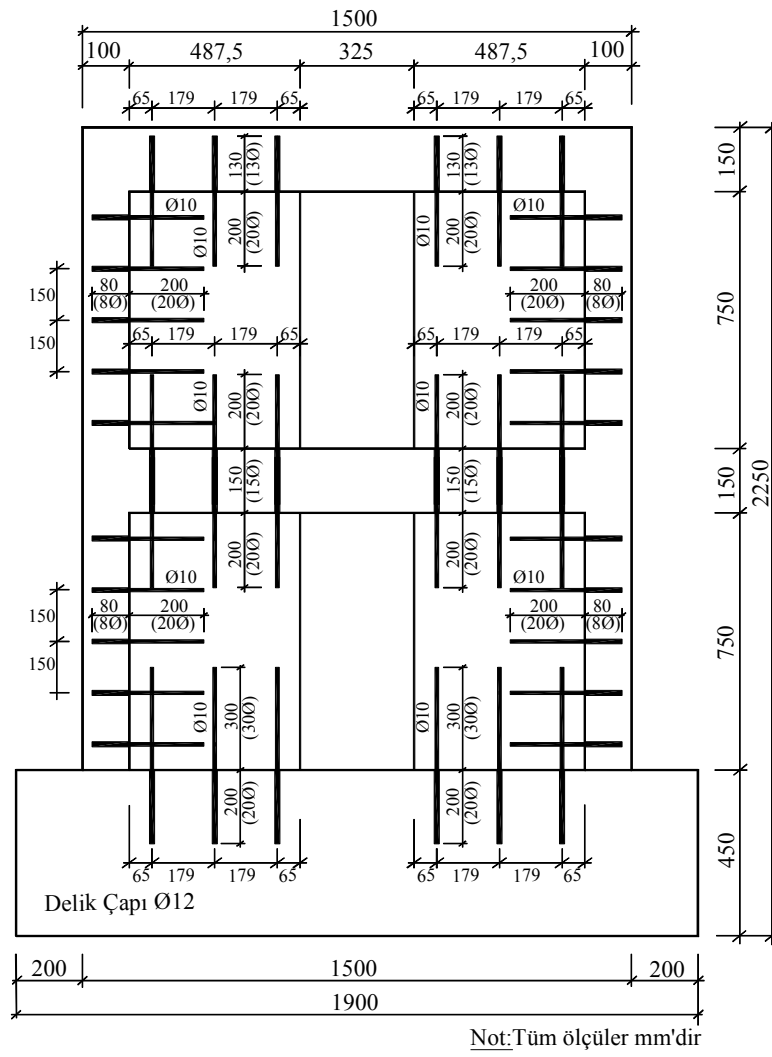 1500
100 487,5 325 487,5 100
65 179 179 65 65 179 179 65
130
(13Ø)
130
(13Ø)
150
Ø10 Ø10
Ø10
200
(20Ø)
Ø10
200
(20Ø)
150
80
(8Ø)
200
(20Ø)
200
(20Ø)
80
(8Ø)
750
150
65 179 179 65 65 179 179 65
Ø10
200
(20Ø)
Ø10
200
(20Ø)
150
(15Ø)
150
(15Ø)
150
2250
200
(20Ø)
200
(20Ø)
Ø10 Ø10
150
80
(8Ø)
200
(20Ø)
200
(20Ø)
80
(8Ø)
750
150
Ø10
300
(30Ø)
Ø10
300
(30Ø)
200
(20Ø)
200
(20Ø)
450
65 179 179 65 65 179 179 65
Delik Çapı Ø12
200 1500 200
1900
Not:Tüm ölçüler mm'dir